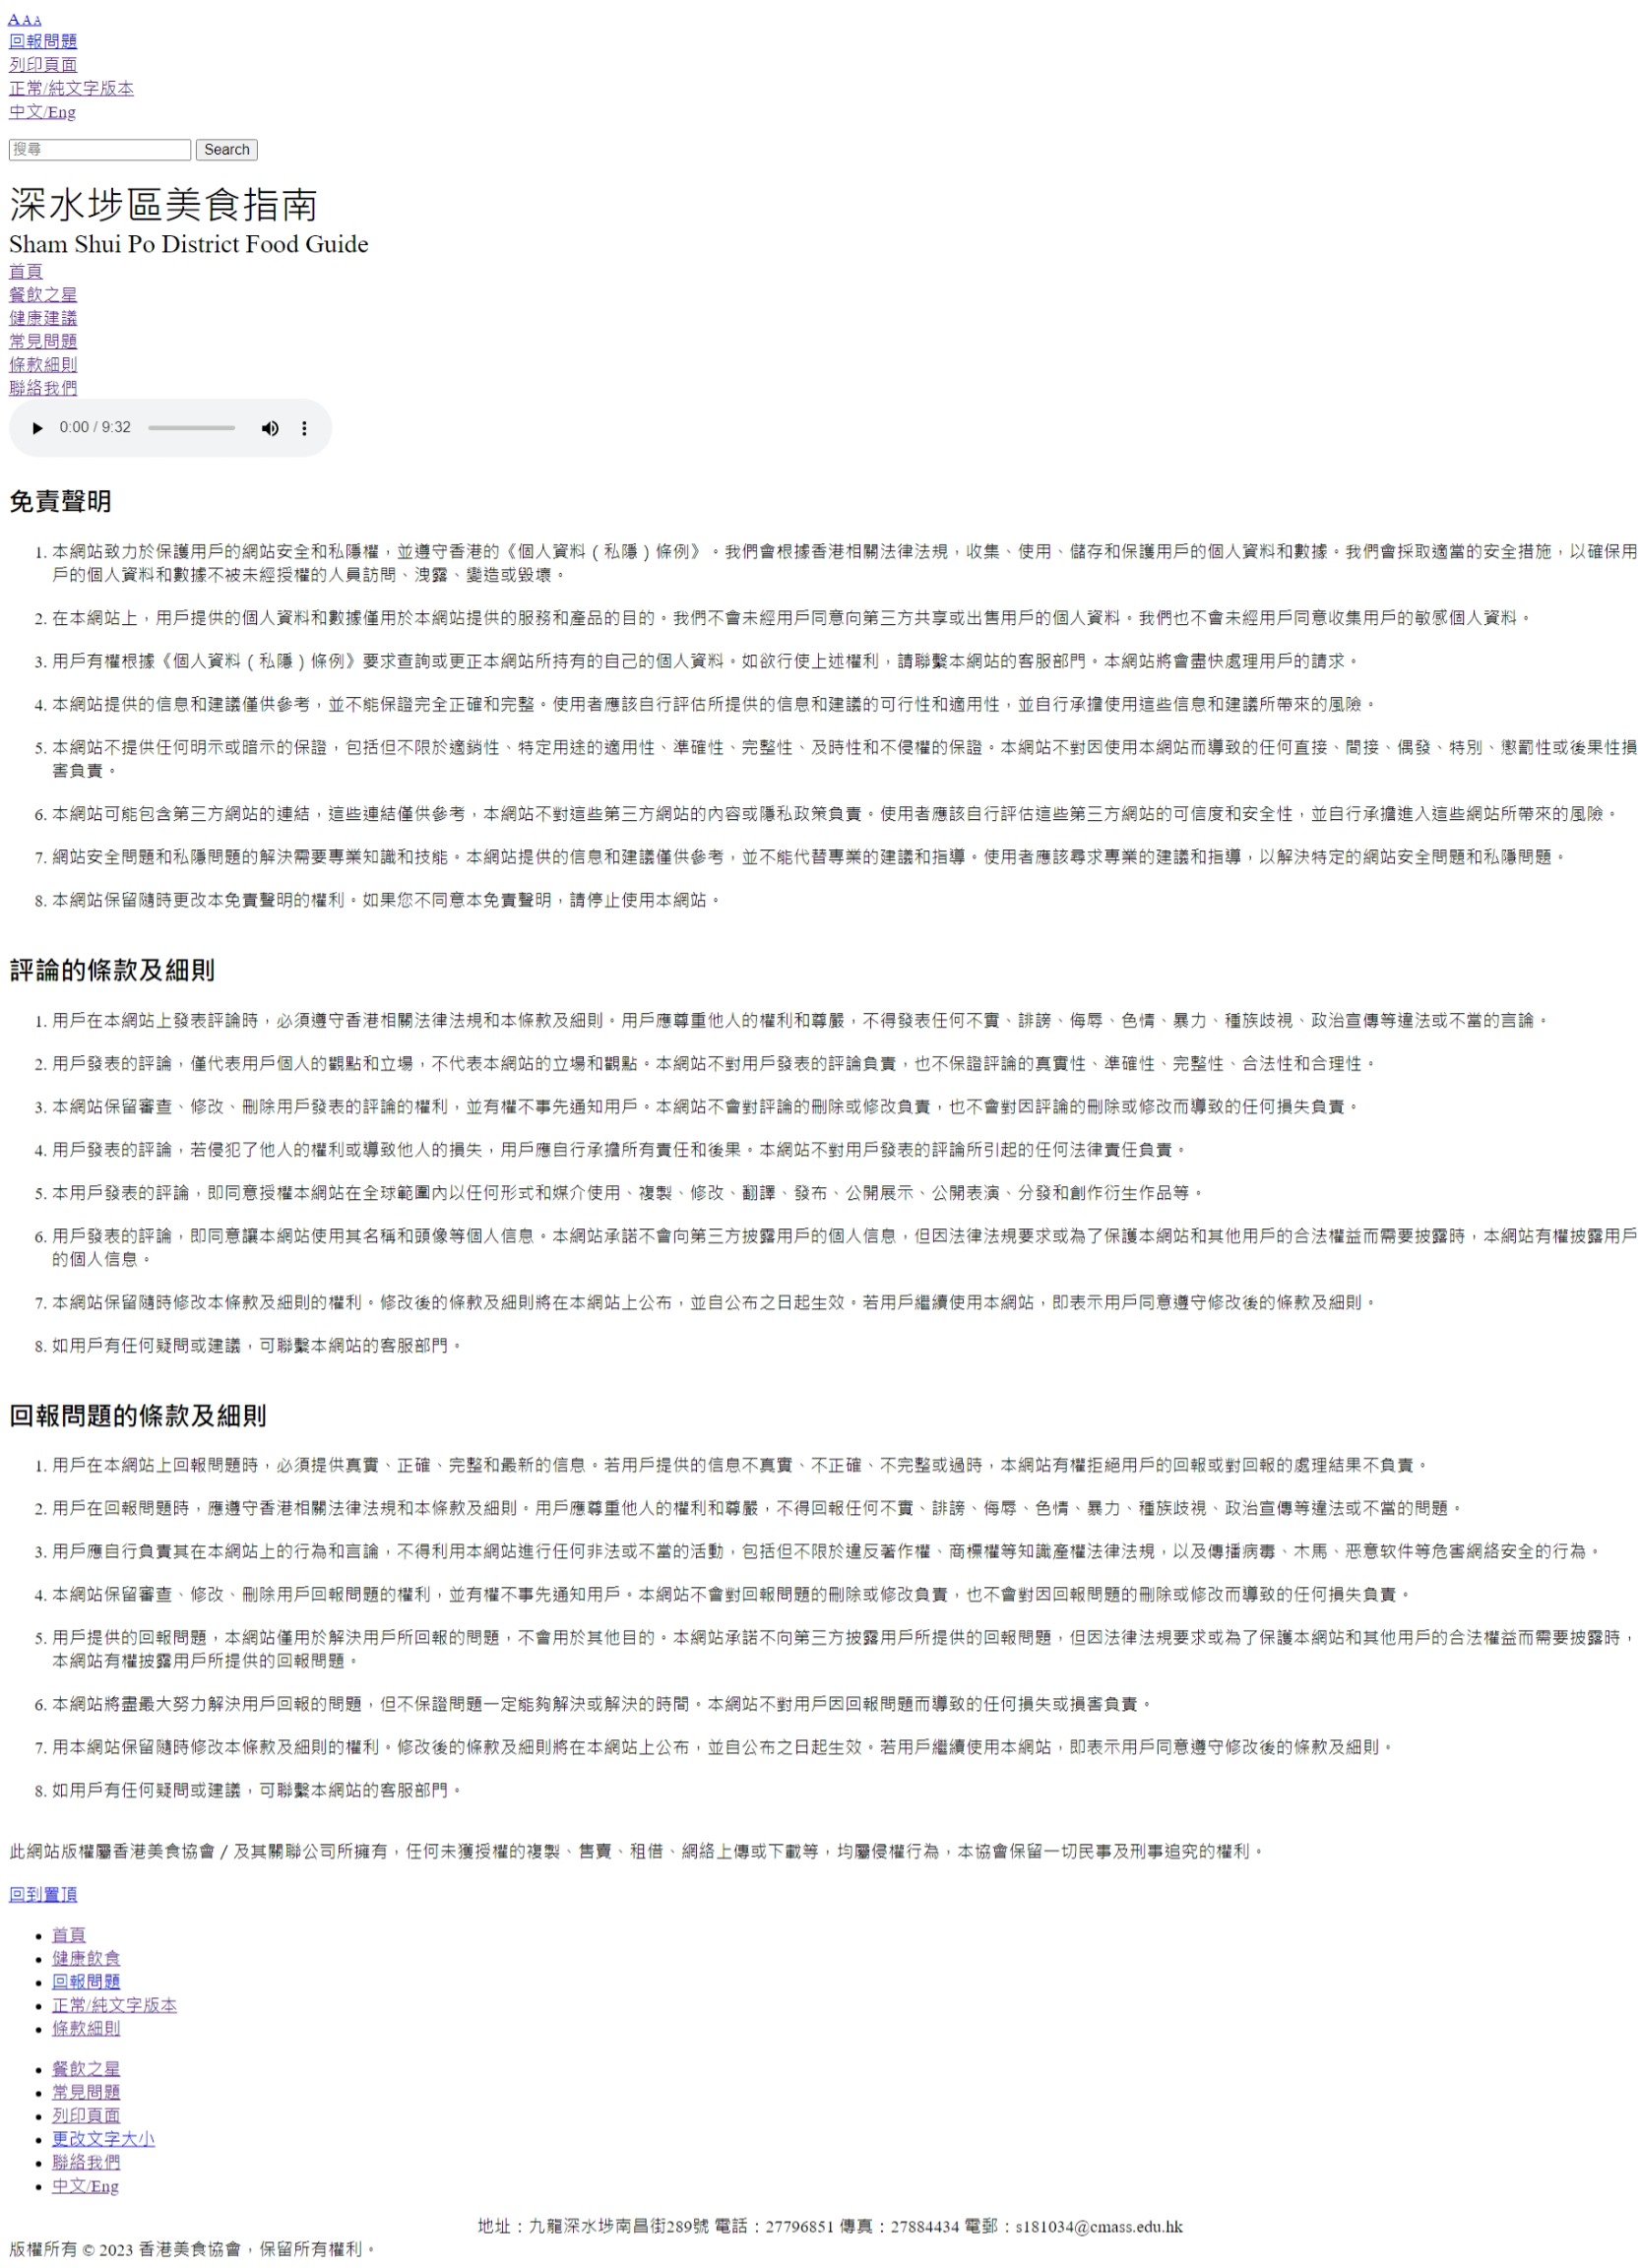 A A A
回報問題
列印頁面
正常/純文字版本
中文/Eng
搜尋 Search
深水埗區美食指南
Sham Shui Po District Food Guide
首頁
餐飲之星
健康建議
常見問題
條款細則
聯絡我們
0:00 / 9:32
免責聲明
1. 本網站致力於保護用戶的網站安全和私隱權，並遵守香港的《個人資料（私隱）條例》。我們會根據香港相關法律法規，收集、使用、儲存和保護用戶的個人資料和數據。我們會採取適當的安全措施，以確保用
戶的個人資料和數據不被未經授權的人員訪問、洩露、變造或毀壞。
2. 在本網站上，用戶提供的個人資料和數據僅用於本網站提供的服務和產品的目的。我們不會未經用戶同意向第三方共享或出售用戶的個人資料。我們也不會未經用戶同意收集用戶的敏感個人資料。
3. 用戶有權根據《個人資料（私隱）條例》要求查詢或更正本網站所持有的自己的個人資料。如欲行使上述權利，請聯繫本網站的客服部門。本網站將會盡快處理用戶的請求。
4. 本網站提供的信息和建議僅供參考，並不能保證完全正確和完整。使用者應該自行評估所提供的信息和建議的可行性和適用性，並自行承擔使用這些信息和建議所帶來的風險。
5. 本網站不提供任何明示或暗示的保證，包括但不限於適銷性、特定用途的適用性、準確性、完整性、及時性和不侵權的保證。本網站不對因使用本網站而導致的任何直接、間接、偶發、特別、懲罰性或後果性損
害負責。
6. 本網站可能包含第三方網站的連結，這些連結僅供參考，本網站不對這些第三方網站的內容或隱私政策負責。使用者應該自行評估這些第三方網站的可信度和安全性，並自行承擔進入這些網站所帶來的風險。
7. 網站安全問題和私隱問題的解決需要專業知識和技能。本網站提供的信息和建議僅供參考，並不能代替專業的建議和指導。使用者應該尋求專業的建議和指導，以解決特定的網站安全問題和私隱問題。
8. 本網站保留隨時更改本免責聲明的權利。如果您不同意本免責聲明，請停止使用本網站。
評論的條款及細則
1. 用戶在本網站上發表評論時，必須遵守香港相關法律法規和本條款及細則。用戶應尊重他人的權利和尊嚴，不得發表任何不實、誹謗、侮辱、色情、暴力、種族歧視、政治宣傳等違法或不當的言論。
2. 用戶發表的評論，僅代表用戶個人的觀點和立場，不代表本網站的立場和觀點。本網站不對用戶發表的評論負責，也不保證評論的真實性、準確性、完整性、合法性和合理性。
3. 本網站保留審查、修改、刪除用戶發表的評論的權利，並有權不事先通知用戶。本網站不會對評論的刪除或修改負責，也不會對因評論的刪除或修改而導致的任何損失負責。
4. 用戶發表的評論，若侵犯了他人的權利或導致他人的損失，用戶應自行承擔所有責任和後果。本網站不對用戶發表的評論所引起的任何法律責任負責。
5. 本用戶發表的評論，即同意授權本網站在全球範圍內以任何形式和媒介使用、複製、修改、翻譯、發布、公開展示、公開表演、分發和創作衍生作品等。
6. 用戶發表的評論，即同意讓本網站使用其名稱和頭像等個人信息。本網站承諾不會向第三方披露用戶的個人信息，但因法律法規要求或為了保護本網站和其他用戶的合法權益而需要披露時，本網站有權披露用戶
的個人信息。
7. 本網站保留隨時修改本條款及細則的權利。修改後的條款及細則將在本網站上公布，並自公布之日起生效。若用戶繼續使用本網站，即表示用戶同意遵守修改後的條款及細則。
8. 如用戶有任何疑問或建議，可聯繫本網站的客服部門。
回報問題的條款及細則
1. 用戶在本網站上回報問題時，必須提供真實、正確、完整和最新的信息。若用戶提供的信息不真實、不正確、不完整或過時，本網站有權拒絕用戶的回報或對回報的處理結果不負責。
2. 用戶在回報問題時，應遵守香港相關法律法規和本條款及細則。用戶應尊重他人的權利和尊嚴，不得回報任何不實、誹謗、侮辱、色情、暴力、種族歧視、政治宣傳等違法或不當的問題。
3. 用戶應自行負責其在本網站上的行為和言論，不得利用本網站進行任何非法或不當的活動，包括但不限於違反著作權、商標權等知識產權法律法規，以及傳播病毒、木馬、恶意软件等危害網絡安全的行為。
4. 本網站保留審查、修改、刪除用戶回報問題的權利，並有權不事先通知用戶。本網站不會對回報問題的刪除或修改負責，也不會對因回報問題的刪除或修改而導致的任何損失負責。
5. 用戶提供的回報問題，本網站僅用於解決用戶所回報的問題，不會用於其他目的。本網站承諾不向第三方披露用戶所提供的回報問題，但因法律法規要求或為了保護本網站和其他用戶的合法權益而需要披露時，
本網站有權披露用戶所提供的回報問題。
6. 本網站將盡最大努力解決用戶回報的問題，但不保證問題一定能夠解決或解決的時間。本網站不對用戶因回報問題而導致的任何損失或損害負責。
7. 用本網站保留隨時修改本條款及細則的權利。修改後的條款及細則將在本網站上公布，並自公布之日起生效。若用戶繼續使用本網站，即表示用戶同意遵守修改後的條款及細則。
8. 如用戶有任何疑問或建議，可聯繫本網站的客服部門。
此網站版權屬香港美食協會 / 及其關聯公司所擁有，任何未獲授權的複製、售賣、租借、網絡上傳或下載等，均屬侵權行為，本協會保留一切民事及刑事追究的權利。
回到置頂
首頁
健康飲食
回報問題
正常/純文字版本
條款細則
餐飲之星
常見問題
列印頁面
更改文字大小
聯絡我們
中文/Eng
地址：九龍深水埗南昌街289號 電話：27796851 傳真：27884434 電郵：s181034@cmass.edu.hk
版權所有 © 2023 香港美食協會，保留所有權利。